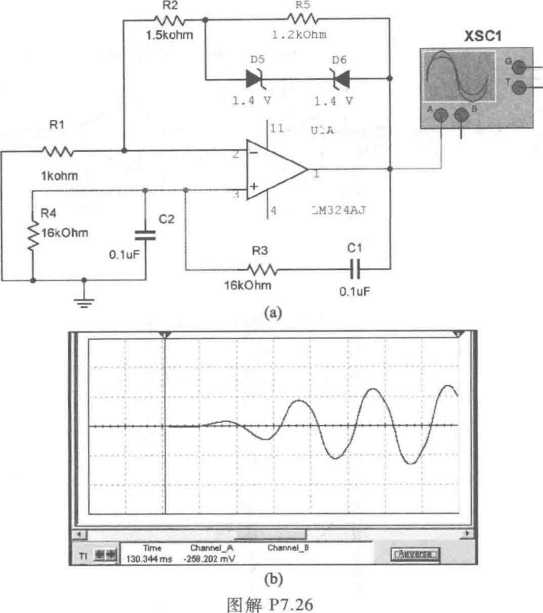 R2
R5
1.5kohm
1.2kOhm
XSC1
G
T
A
B
D5
D6
1.4 V
1.4 V
11
U1A
R1
2
1
1kohm
3
R4
C2
4
LM324AJ
16kOhm
R3
C1
0.1uF
16kOhm
0.1uF
(a)
Time
Channel_A
Channel_B
T1
130.344 ms
-258.202 mV
Reverse
(b)
图解 P7.26